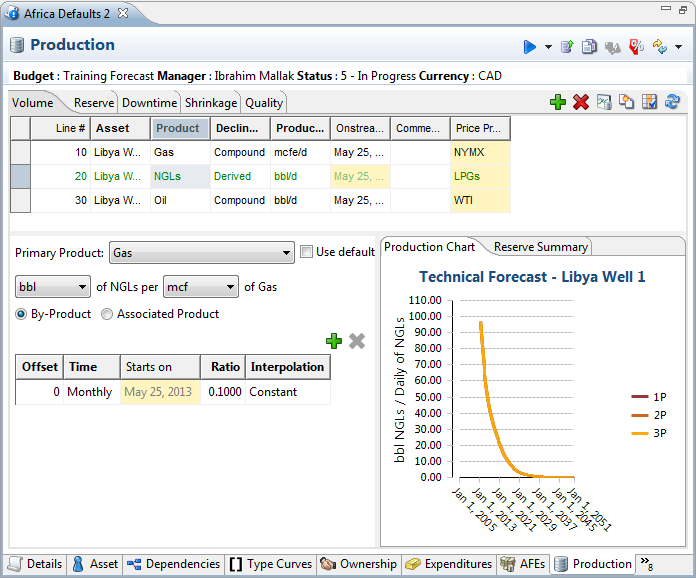 Africa Defaults 2
Production
Budget : Training Forecast Manager : Ibrahim Mallak Status : 5 - In Progress Currency : CAD
Volume Reserve Downtime Shrinkage Quality
Line # Asset Product Declin... Produc... Onstrea... Comme... Price Pr...
10 Libya W... Gas Compound mcfe/d May 25, ... NYMX
20 Libya W... NGLs Derived bbl/d May 25, ... LPGs
30 Libya W... Oil Compound bbl/d May 25, ... WTI
Primary Product: Gas Use default
bbl of NGLs per mcf of Gas
By-Product Associated Product
Offset Time Starts on Ratio Interpolation
0 Monthly May 25, 2013 0.1000 Constant
Production Chart Reserve Summary
Technical Forecast - Libya Well 1
bbl NGLs / Daily of NGLs
110.00
100.00
90.00
80.00
70.00
60.00
50.00
40.00
30.00
20.00
10.00
0.00
Jan 1, 2005
Jan 1, 2013
Jan 1, 2021
Jan 1, 2029
Jan 1, 2037
Jan 1, 2045
Jan 1, 2051
1P
2P
3P
Details Asset Dependencies Type Curves Ownership Expenditures AFEs Production »8